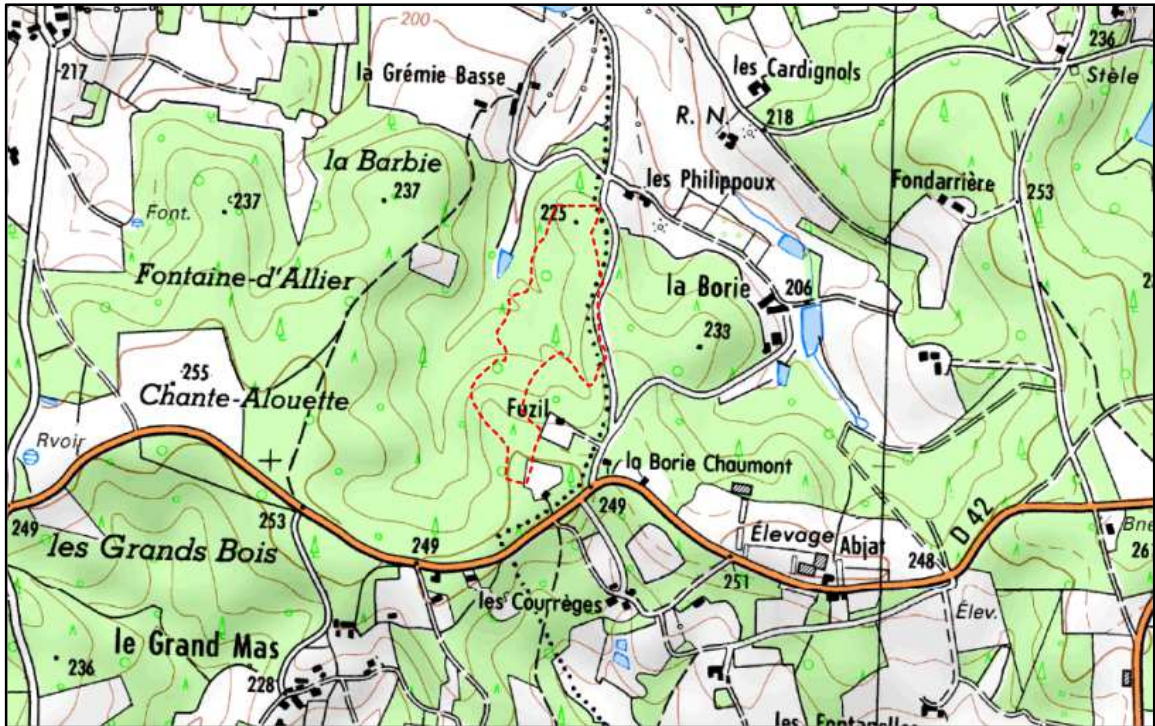 200
236
217
la Grémie Basse
les Cardignols
Stèle
R. N.
218
la Barbie
237
237
les Philippoux
Fondarrière
253
Font.
225
Fontaine-d'Allier
la Borie
206
233
255
Chante-Alouette
Fuzil
Rvoir
la Borie Chaumont
249
253
249
Élevage
Abjat
D 42
249
251
248
261
les Grands Bois
les Courrèges
Élev.
le Grand Mas
236
228